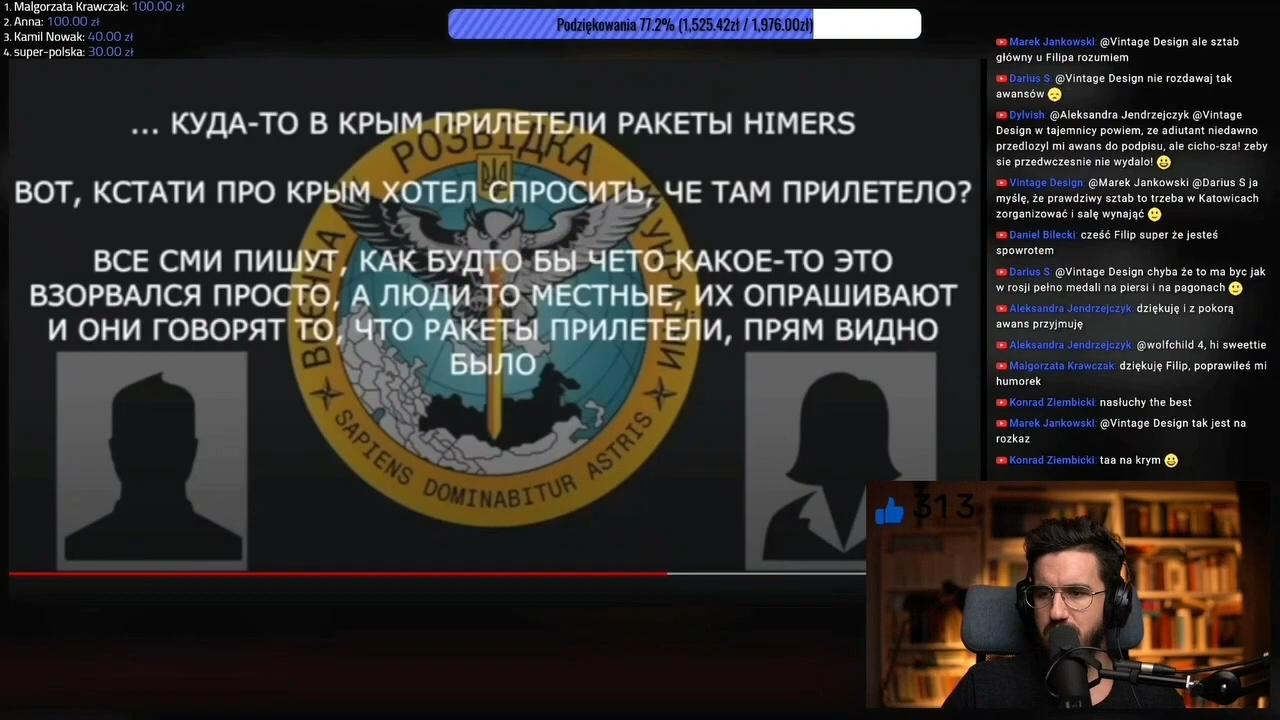 1. Malgorzata Krawczak: 100.00 zł
2. Anna: 100.00 zł
3. Kamil Nowak: 40.00 zł
4. super-polska: 30.00 zł
Podziękowania 77.2% (1,525.42zł / 1,976.00zł)
... КУДА-ТО В КРЫМ ПРИЛЕТЕЛИ РАКЕТЫ HIMERS
ВОТ, КСТАТИ ПРО КРЫМ ХОТЕЛ СПРОСИТЬ, ЧЕ ТАМ ПРИЛЕТЕЛО?
ВСЕ СМИ ПИШУТ, КАК БУДТО БЫ ЧЕТО КАКОЕ-ТО ЭТО
ВЗОРВАЛСЯ ПРОСТО, А ЛЮДИ ТО МЕСТНЫЕ, ИХ ОПРАШИВАЮТ
И ОНИ ГОВОРЯТ ТО, ЧТО РАКЕТЫ ПРИЛЕТЕЛИ, ПРЯМ ВИДНО
БЫЛО
РОЗВІДКА
SAPIENS DOMINABITUR ASTRIS
Marek Jankowski: @Vintage Design ale sztab
główny u Filipa rozumiem
Darius S: @Vintage Design nie rozdawaj tak
awansów 😞
Dylvish: @Aleksandra Jendrzejczyk @Vintage
Design w tajemnicy powiem, ze adiutant niedawno
przedlozyl mi awans do podpisu, ale cicho-sza! zeby
sie przedwczesnie nie wydalo! 😀
Vintage Design: @Marek Jankowski @Darius S ja
myślę, że prawdziwy sztab to trzeba w Katowicach
zorganizować i salę wynająć 🙂
Daniel Bilecki: cześć Filip super że jesteś
spowrotem
Darius S: @Vintage Design chyba że to ma byc jak
w rosji pełno medali na piersi i na pagonach 🙂
Aleksandra Jendrzejczyk: dziękuję i z pokorą
awans przyjmuję
Aleksandra Jendrzejczyk: @wolfchild 4, hi sweettie
Malgorzata Krawczak: dziękuję Filip, poprawiłeś mi
humorek
Konrad Ziembicki: nasłuchy the best
Marek Jankowski: @Vintage Design tak jest na
rozkaz
Konrad Ziembicki: taa na krym 😀
313